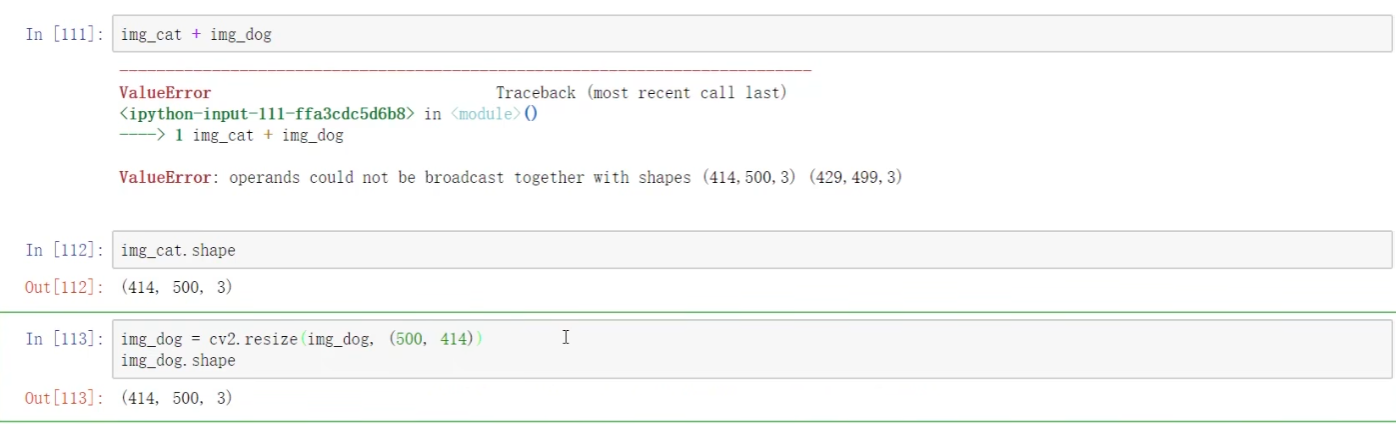 In [111]: img_cat + img_dog
---------------------------------------------------------------------------
ValueError Traceback (most recent call last)
<ipython-input-111-ffa3cdc5d6b8> in <module>()
----> 1 img_cat + img_dog
ValueError: operands could not be broadcast together with shapes (414,500,3) (429,499,3)
In [112]: img_cat.shape
Out[112]: (414, 500, 3)
In [113]: img_dog = cv2.resize(img_dog, (500, 414))
img_dog.shape
Out[113]: (414, 500, 3)